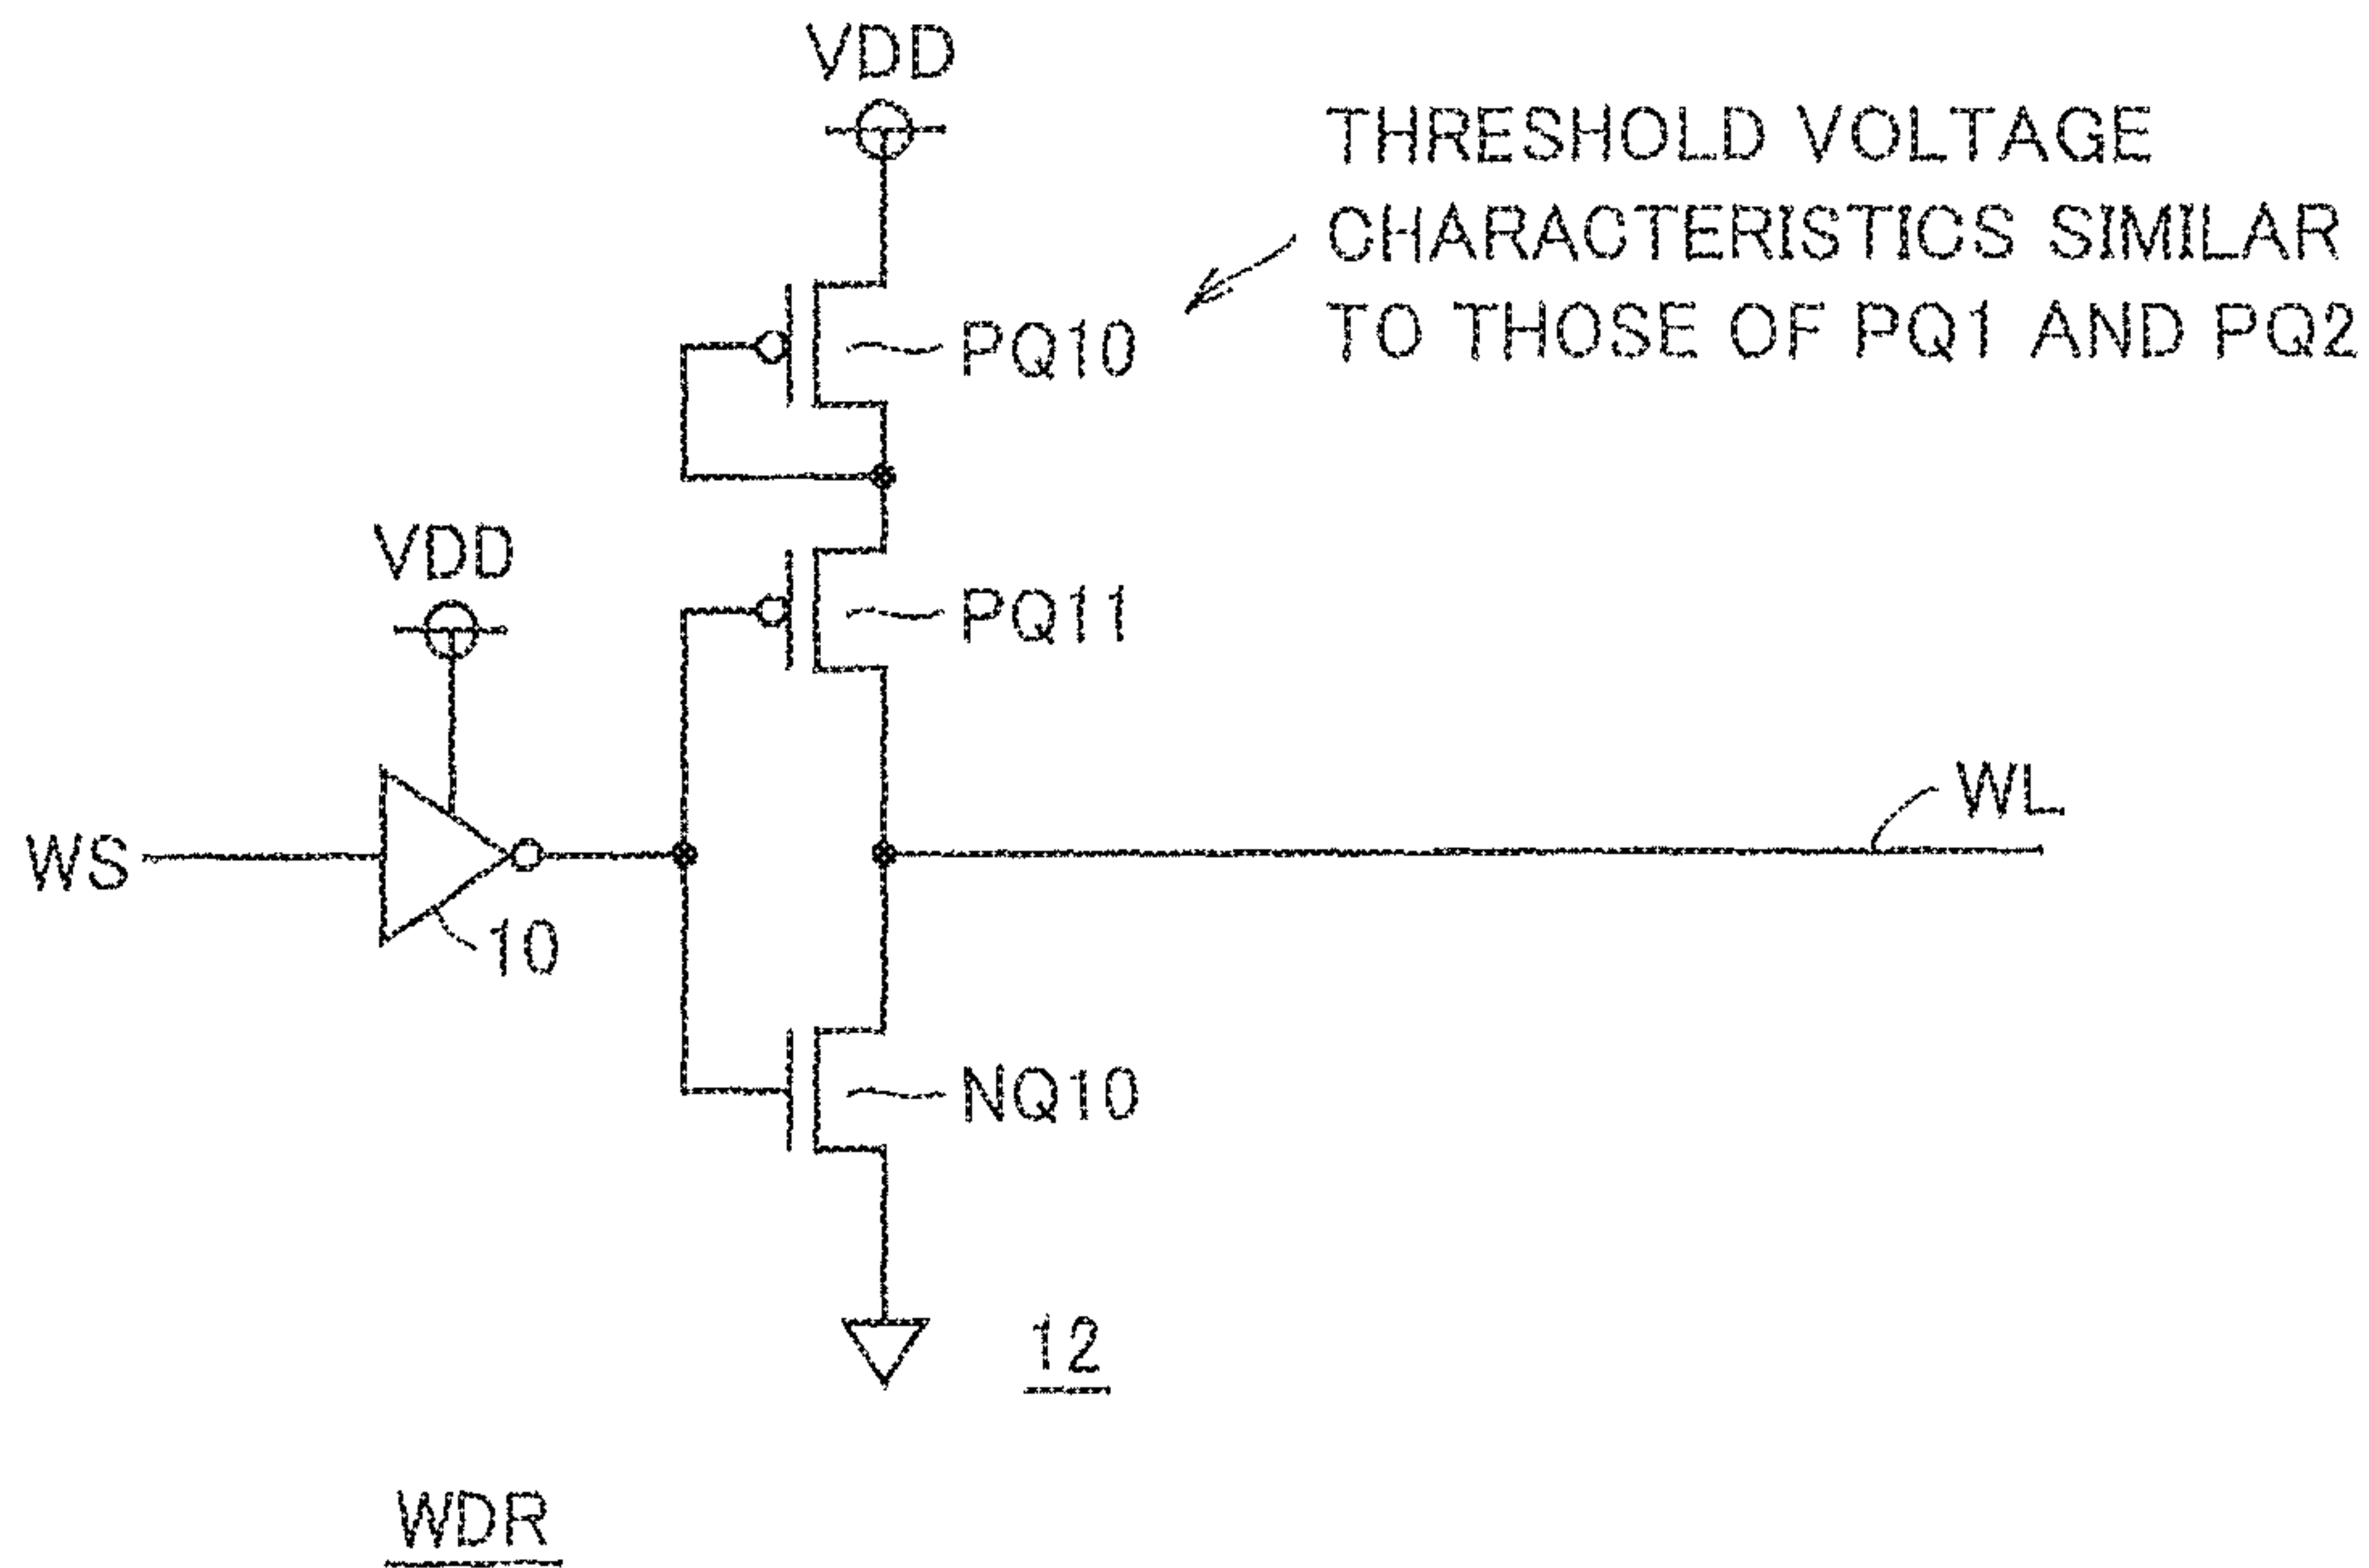 VDD
THRESHOLD VOLTAGE
CHARACTERISTICS SIMILAR
TO THOSE OF PQ1 AND PQ2
PQ10
VDD
PQ11
WL
WS
10
NQ10
12
WDR